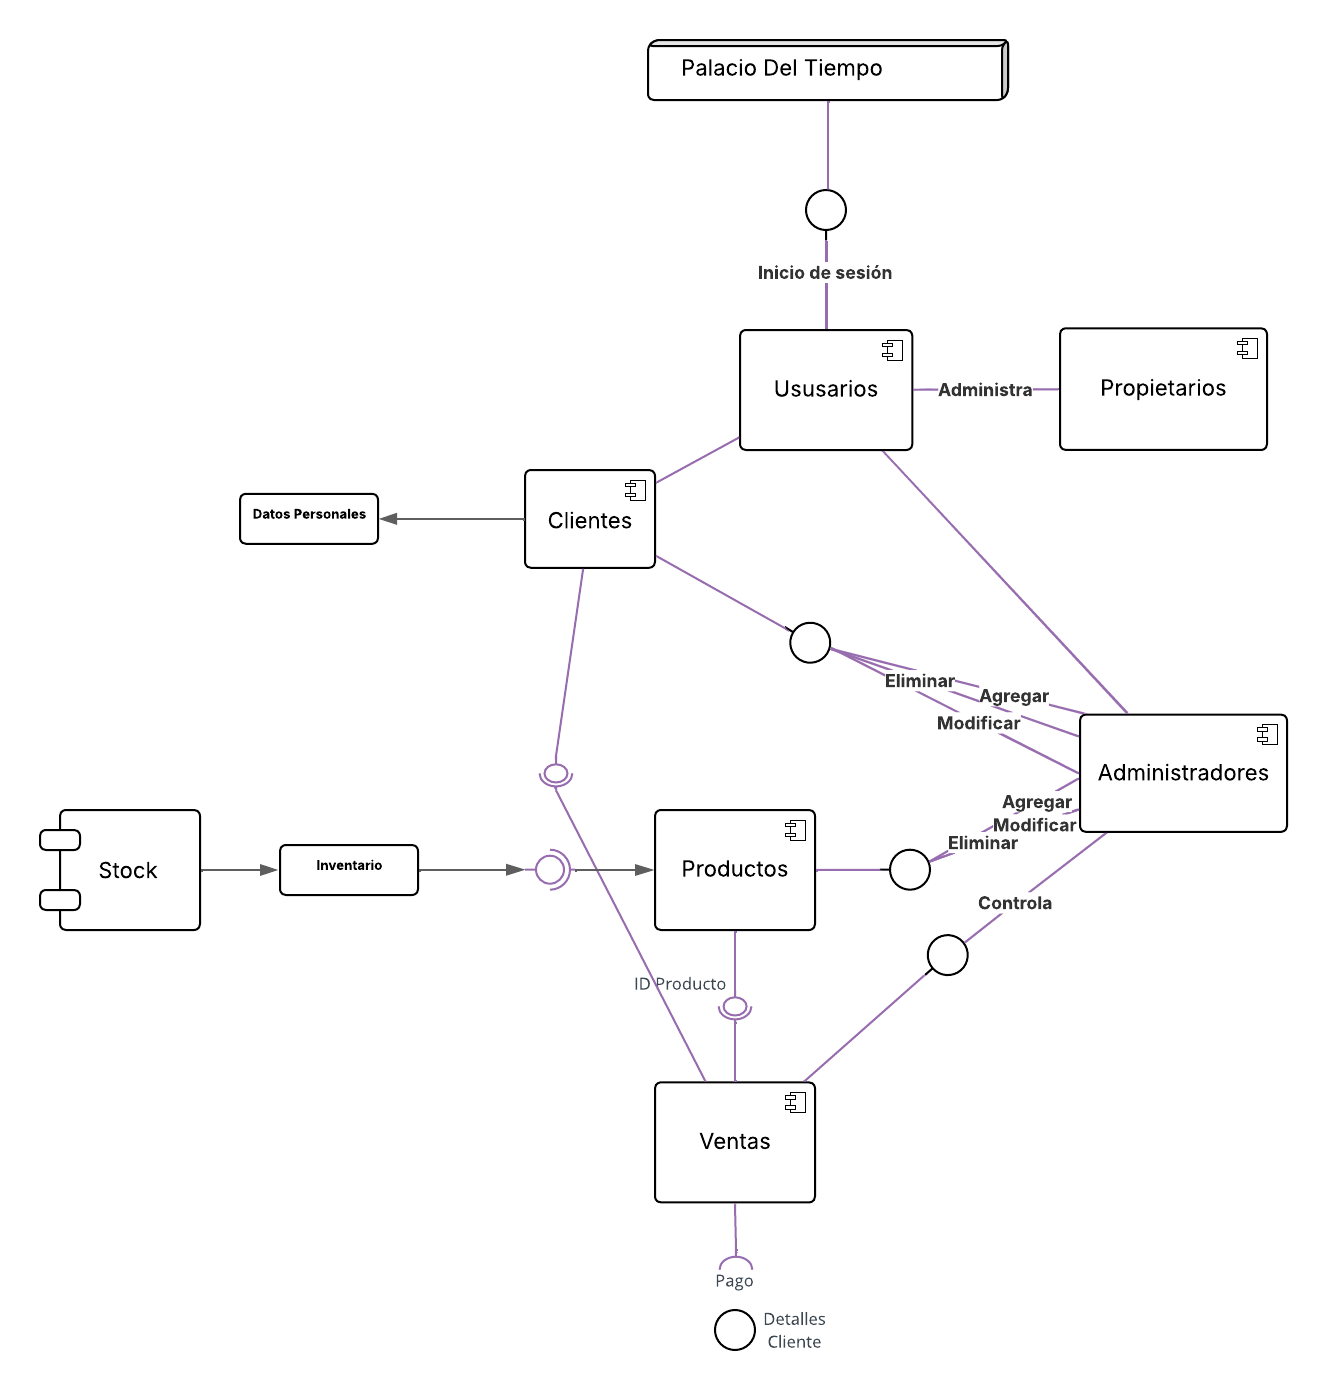 Palacio Del Tiempo
Inicio de sesión
Ususarios
Administra
Propietarios
Datos Personales
Clientes
Eliminar
Agregar
Modificar
Administradores
Agregar
Modificar
Eliminar
Stock
Inventario
Productos
Controla
ID Producto
Ventas
Pago
Detalles
Cliente